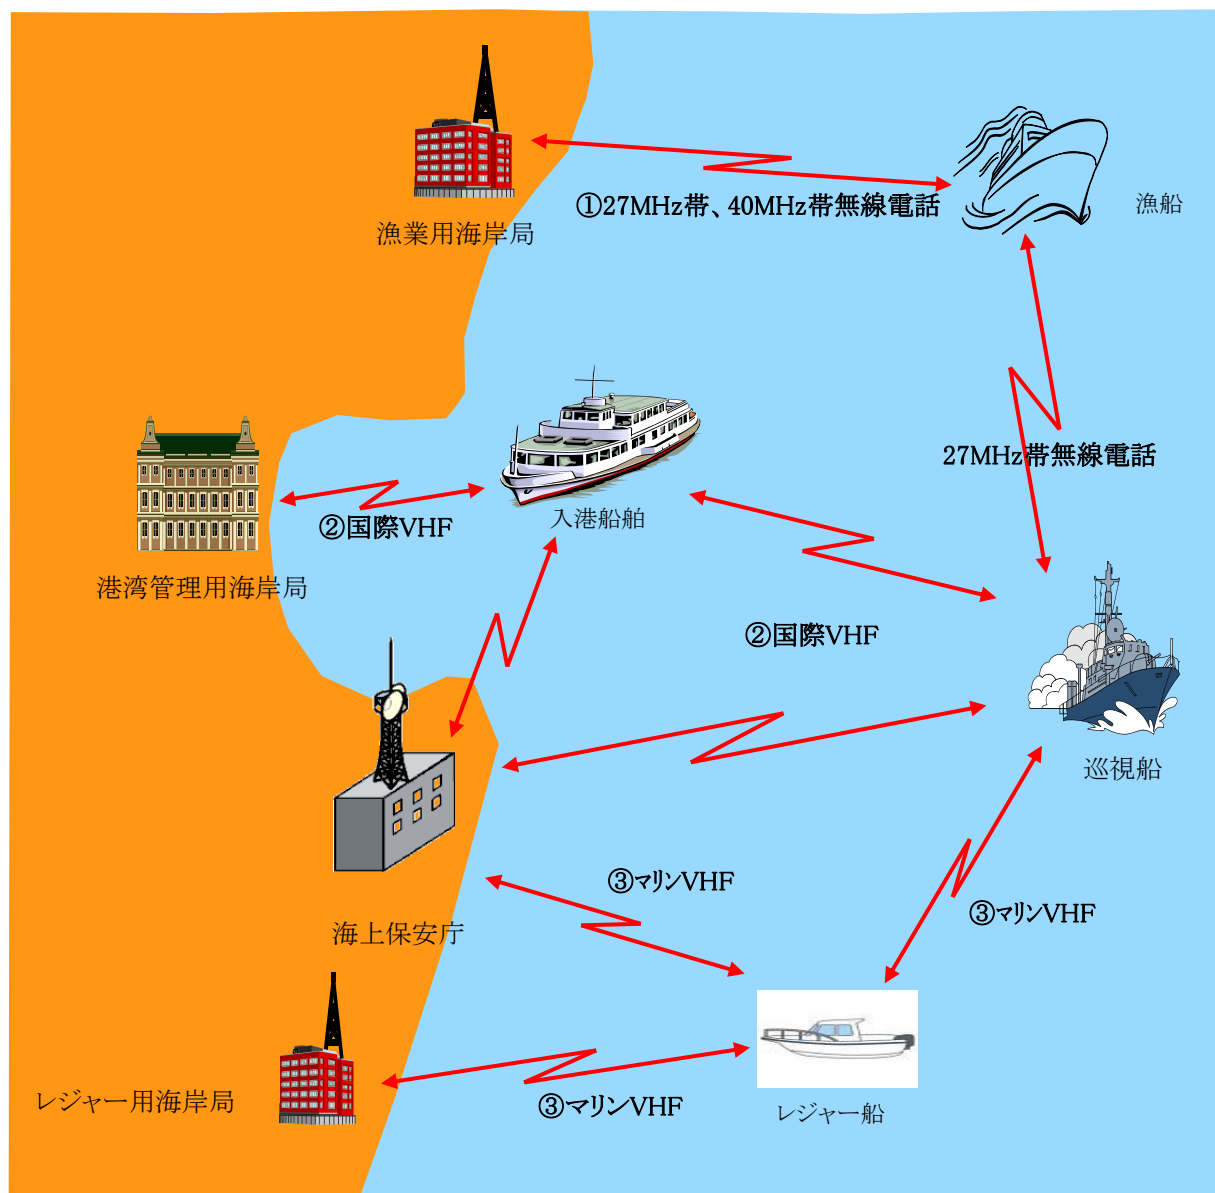 ①27MHz帯、40MHz帯無線電話
漁船
漁業用海岸局
27MHz帯無線電話
入港船舶
②国際VHF
港湾管理用海岸局
②国際VHF
巡視船
③マリンVHF
③マリンVHF
海上保安庁
レジャー用海岸局
③マリンVHF
レジャー船